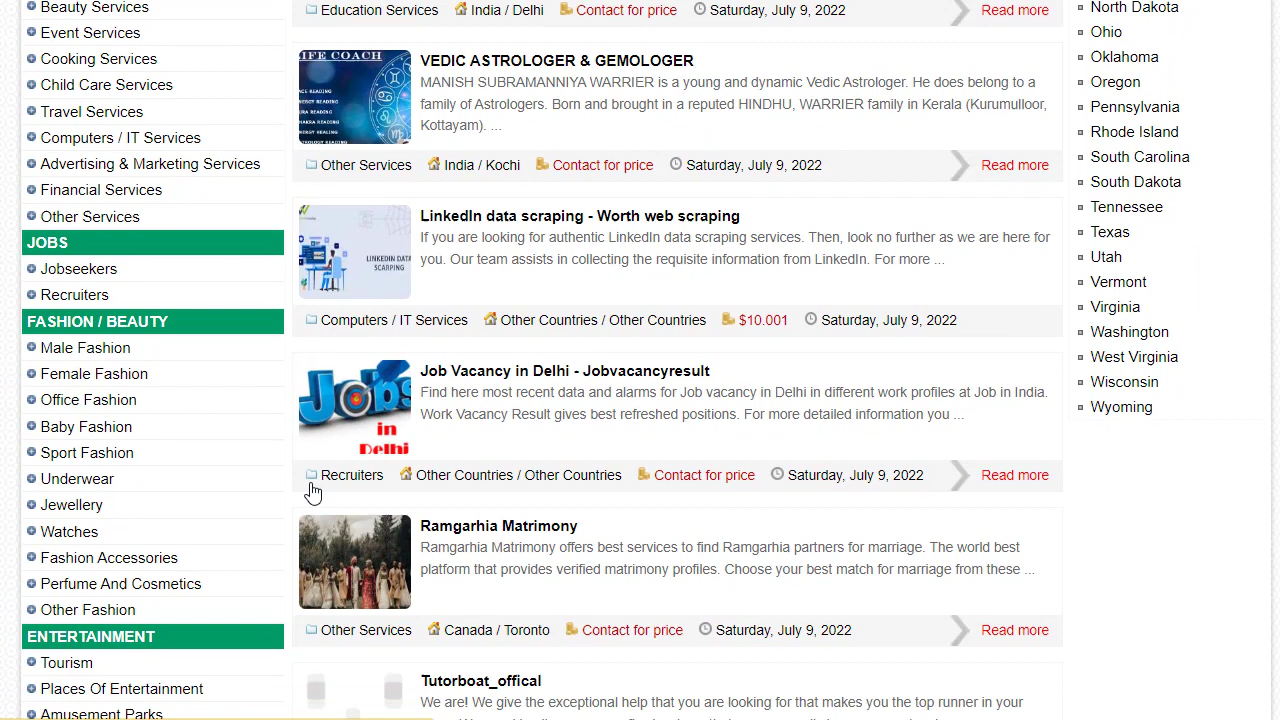 Beauty Services
Event Services
Cooking Services
Child Care Services
Travel Services
Computers / IT Services
Advertising & Marketing Services
Financial Services
Other Services
JOBS
Jobseekers
Recruiters
FASHION / BEAUTY
Male Fashion
Female Fashion
Office Fashion
Baby Fashion
Sport Fashion
Underwear
Jewellery
Watches
Fashion Accessories
Perfume And Cosmetics
Other Fashion
ENTERTAINMENT
Tourism
Places Of Entertainment
Amusement Parks
Education Services India / Delhi Contact for price Saturday, July 9, 2022 Read more
LIFE COACH
CHAKRA READING
ENERGY HEALING
VEDIC ASTROLOGER & GEMOLOGER
MANISH SUBRAMANNIYA WARRIER is a young and dynamic Vedic Astrologer. He does belong to a
family of Astrologers. Born and brought in a reputed HINDHU, WARRIER family in Kerala (Kurumulloor,
Kottayam). ...
Other Services India / Kochi Contact for price Saturday, July 9, 2022 Read more
LINKEDIN DATA
SCARPING
LinkedIn data scraping - Worth web scraping
If you are looking for authentic LinkedIn data scraping services. Then, look no further as we are here for
you. Our team assists in collecting the requisite information from LinkedIn. For more ...
Computers / IT Services Other Countries / Other Countries $10.001 Saturday, July 9, 2022
Jobs
in
Delhi
Job Vacancy in Delhi - Jobvacancyresult
Find here most recent data and alarms for Job vacancy in Delhi in different work profiles at Job in India.
Work Vacancy Result gives best refreshed positions. For more detailed information you ...
Recruiters Other Countries / Other Countries Contact for price Saturday, July 9, 2022 Read more
Ramgarhia Matrimony
Ramgarhia Matrimony offers best services to find Ramgarhia partners for marriage. The world best
platform that provides verified matrimony profiles. Choose your best match for marriage from these ...
Other Services Canada / Toronto Contact for price Saturday, July 9, 2022 Read more
Tutorboat_offical
We are! We give the exceptional help that you are looking for that makes you the top runner in your
North Dakota
Ohio
Oklahoma
Oregon
Pennsylvania
Rhode Island
South Carolina
South Dakota
Tennessee
Texas
Utah
Vermont
Virginia
Washington
West Virginia
Wisconsin
Wyoming